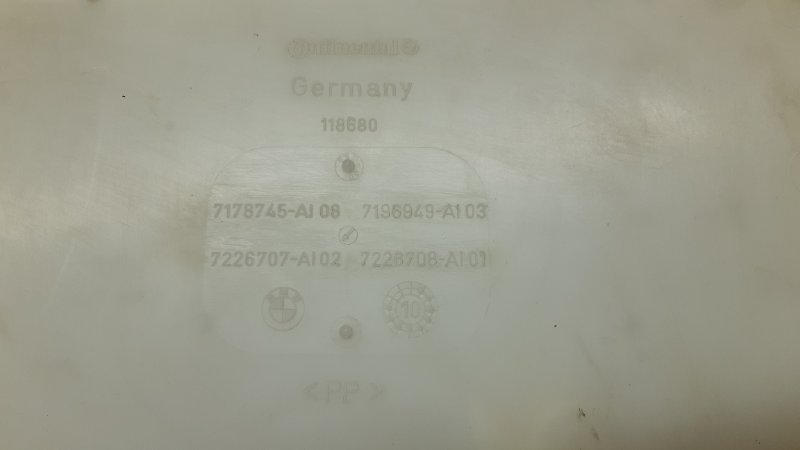 Continental
Germany
118680
7178745-AI 08 7196949-AI 03
7226707-AI 02 7226708-AI 01
10
<PP>